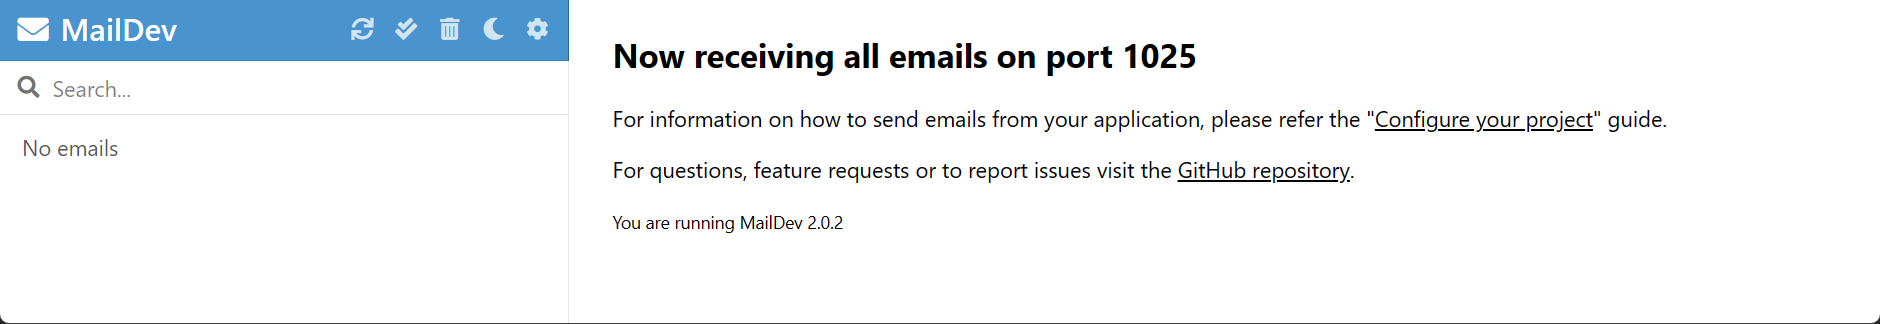 MailDev
Search...
No emails
Now receiving all emails on port 1025
For information on how to send emails from your application, please refer the "Configure your project" guide.
For questions, feature requests or to report issues visit the GitHub repository.
You are running MailDev 2.0.2